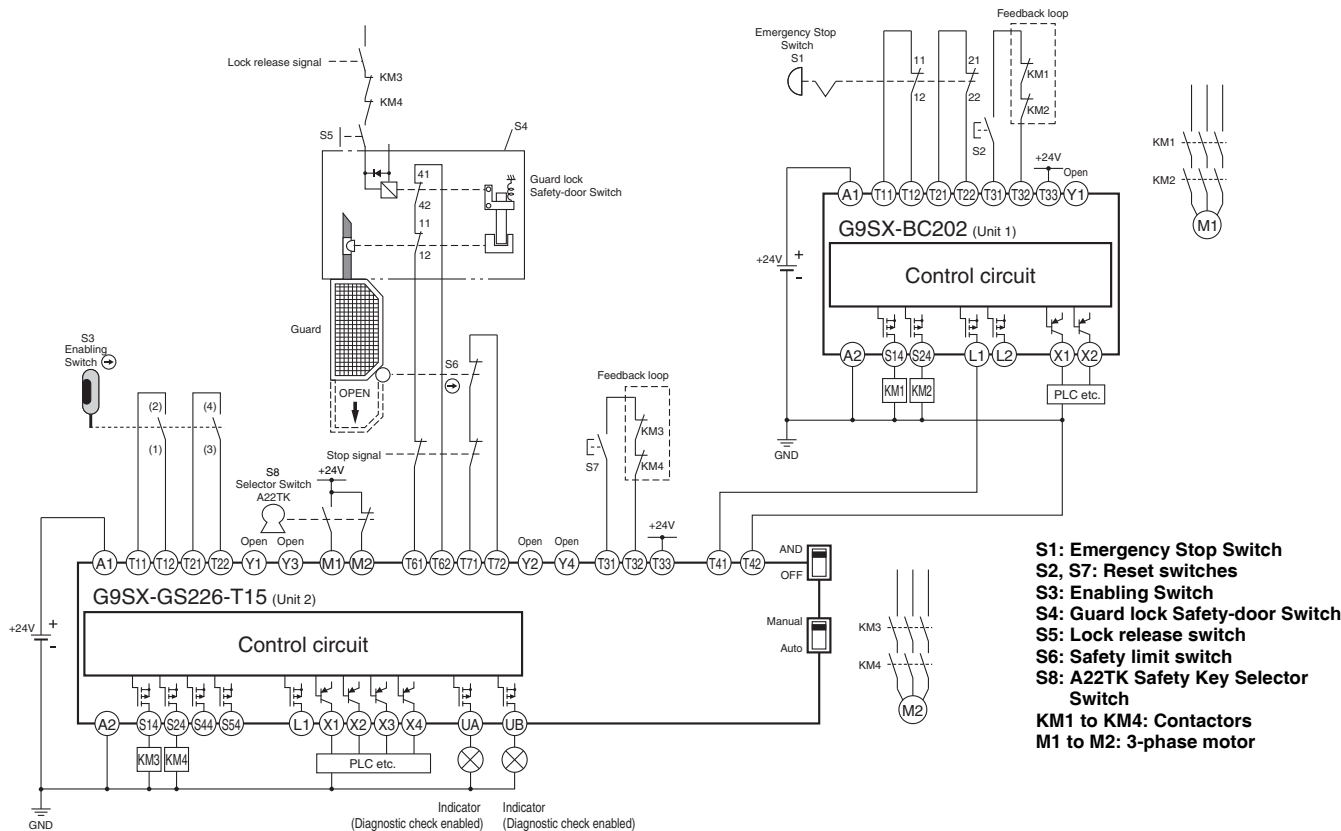 Lock release signal
KM3
KM4
S5
S4
41
42
11
12
Guard lock
Safety-door Switch
Guard
OPEN
S3
Enabling
Switch
(2)
(1)
(4)
(3)
S6
Stop signal
S8
Selector Switch
A22TK
+24V
Feedback loop
S7
KM3
KM4
+24V
Emergency Stop
Switch
S1
11
12
21
22
S2
Feedback loop
KM1
KM2
+24V
Open
A1 T11 T12 T21 T22 T31 T32 T33 Y1
G9SX-BC202 (Unit 1)
Control circuit
+24V
+
-
A2 S14 S24 L1 L2 X1 X2
KM1 KM2
PLC etc.
GND
KM1
KM2
M1
Open Open
Open Open
A1 T11 T12 T21 T22 Y1 Y3 M1 M2 T61 T62 T71 T72 Y2 Y4 T31 T32 T33 T41 T42
AND
OFF
G9SX-GS226-T15 (Unit 2)
Control circuit
Manual
Auto
+24V
+
-
A2 S14 S24 S44 S54 L1 X1 X2 X3 X4 UA UB
KM3 KM4
PLC etc.
GND
Indicator
(Diagnostic check enabled)
Indicator
(Diagnostic check enabled)
KM3
KM4
M2
S1: Emergency Stop Switch
S2, S7: Reset switches
S3: Enabling Switch
S4: Guard lock Safety-door Switch
S5: Lock release switch
S6: Safety limit switch
S8: A22TK Safety Key Selector
Switch
KM1 to KM4: Contactors
M1 to M2: 3-phase motor